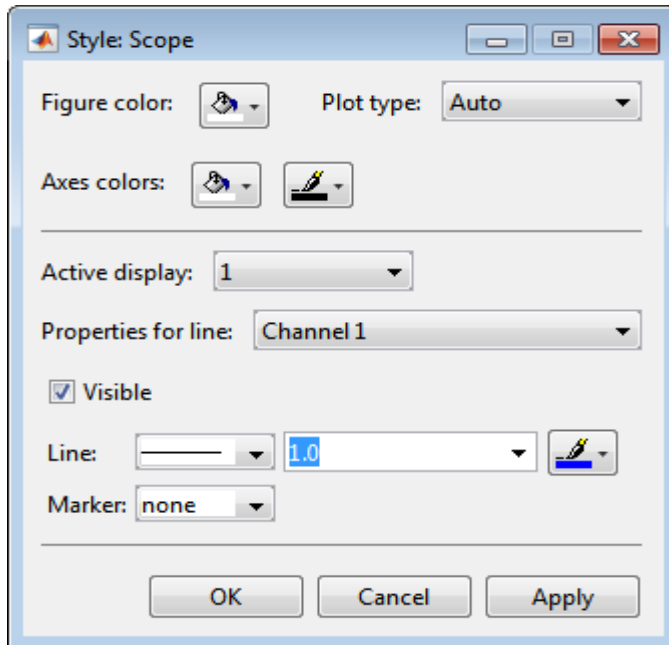 Style: Scope
Figure color:
Plot type: Auto
Axes colors:
Active display: 1
Properties for line: Channel 1
Visible
Line: 1.0
Marker: none
OK Cancel Apply